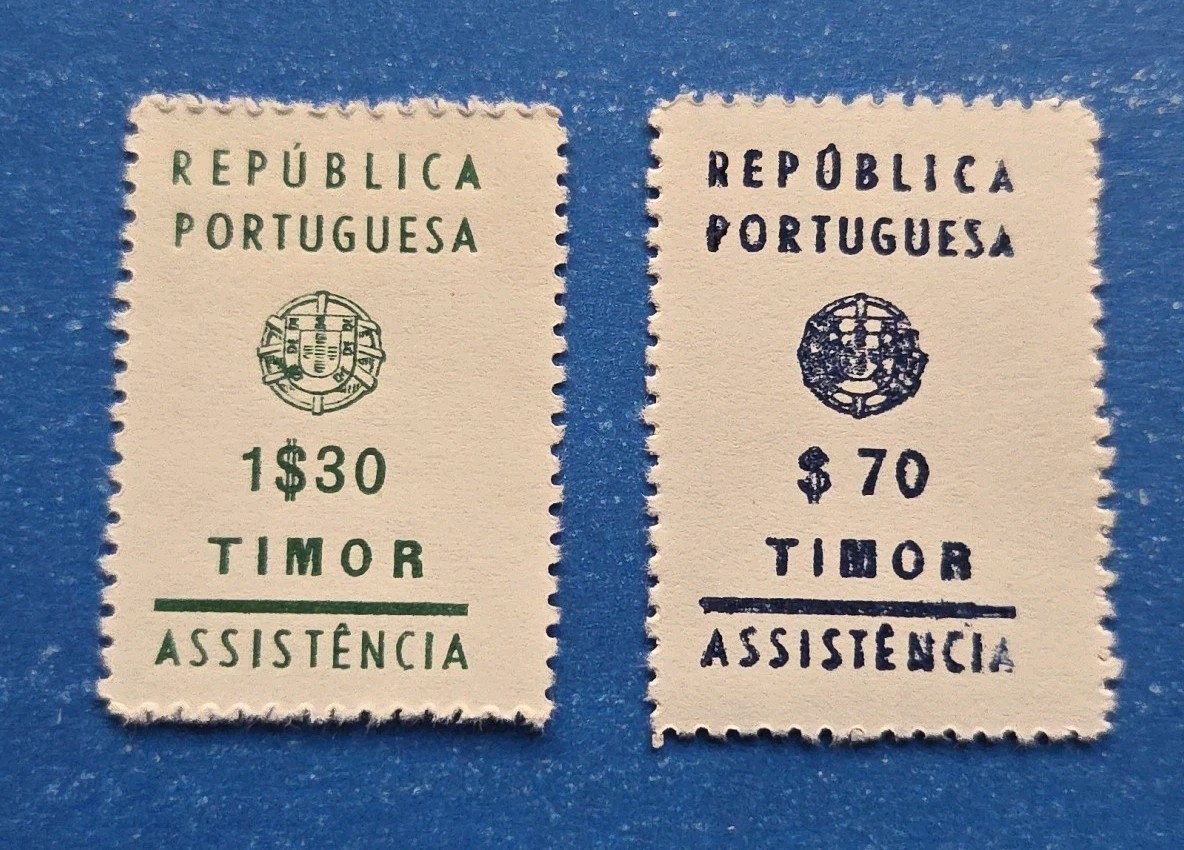 REPÚBLICA
PORTUGUESA
1$30
TIMOR
ASSISTÊNCIA
REPÚBLICA
PORTUGUESA
$70
TIMOR
ASSISTÊNCIA